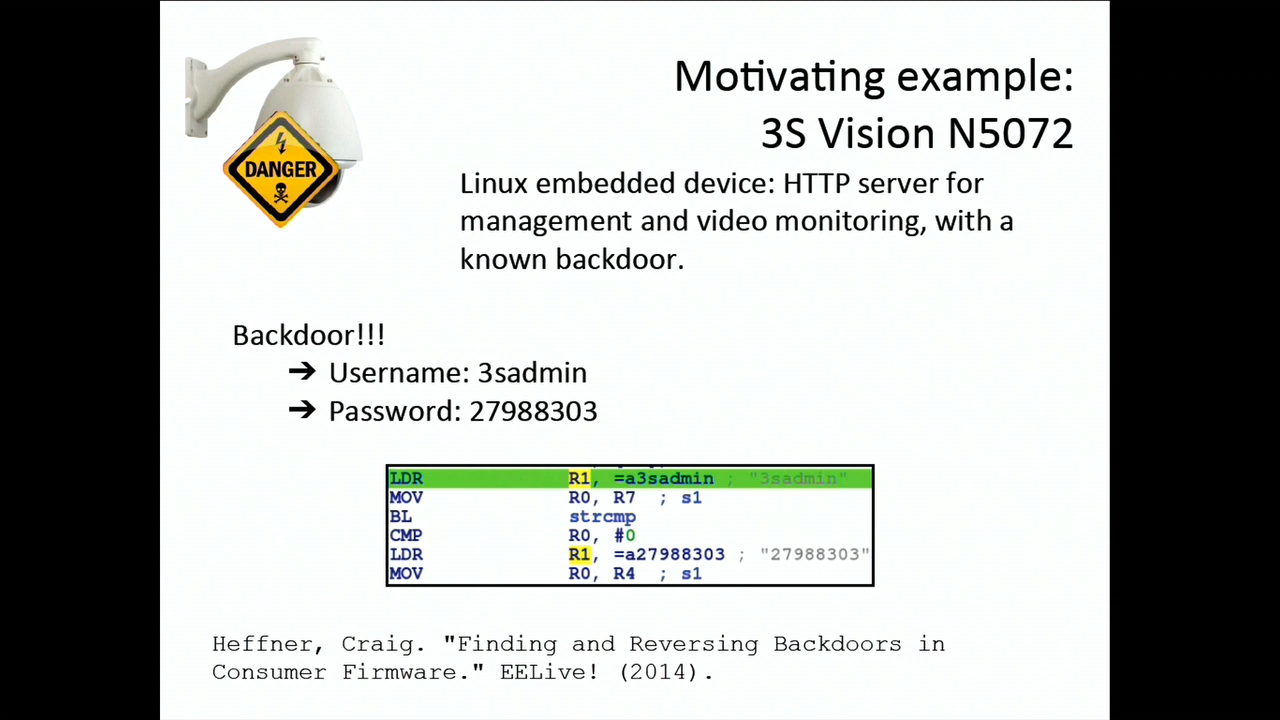 Motivating example:
3S Vision N5072
DANGER
Linux embedded device: HTTP server for
management and video monitoring, with a
known backdoor.
Backdoor!!!
➔ Username: 3sadmin
➔ Password: 27988303
LDR R1, =a3sadmin ; "3sadmin"
MOV R0, R7 ; s1
BL strcmp
CMP R0, #0
LDR R1, =a27988303 ; "27988303"
MOV R0, R4 ; s1
Heffner, Craig. "Finding and Reversing Backdoors in
Consumer Firmware." EELive! (2014).